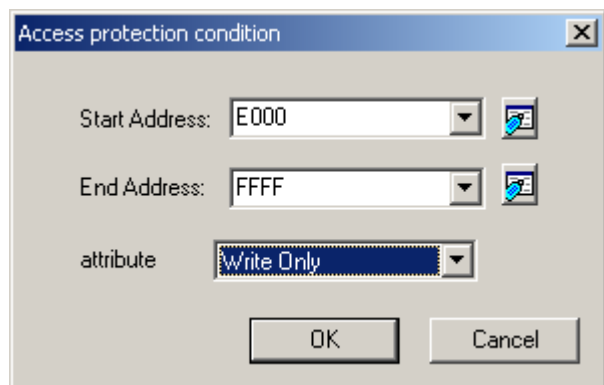 Access protection condition
Start Address: E000
End Address: FFFF
attribute Write Only
OK Cancel